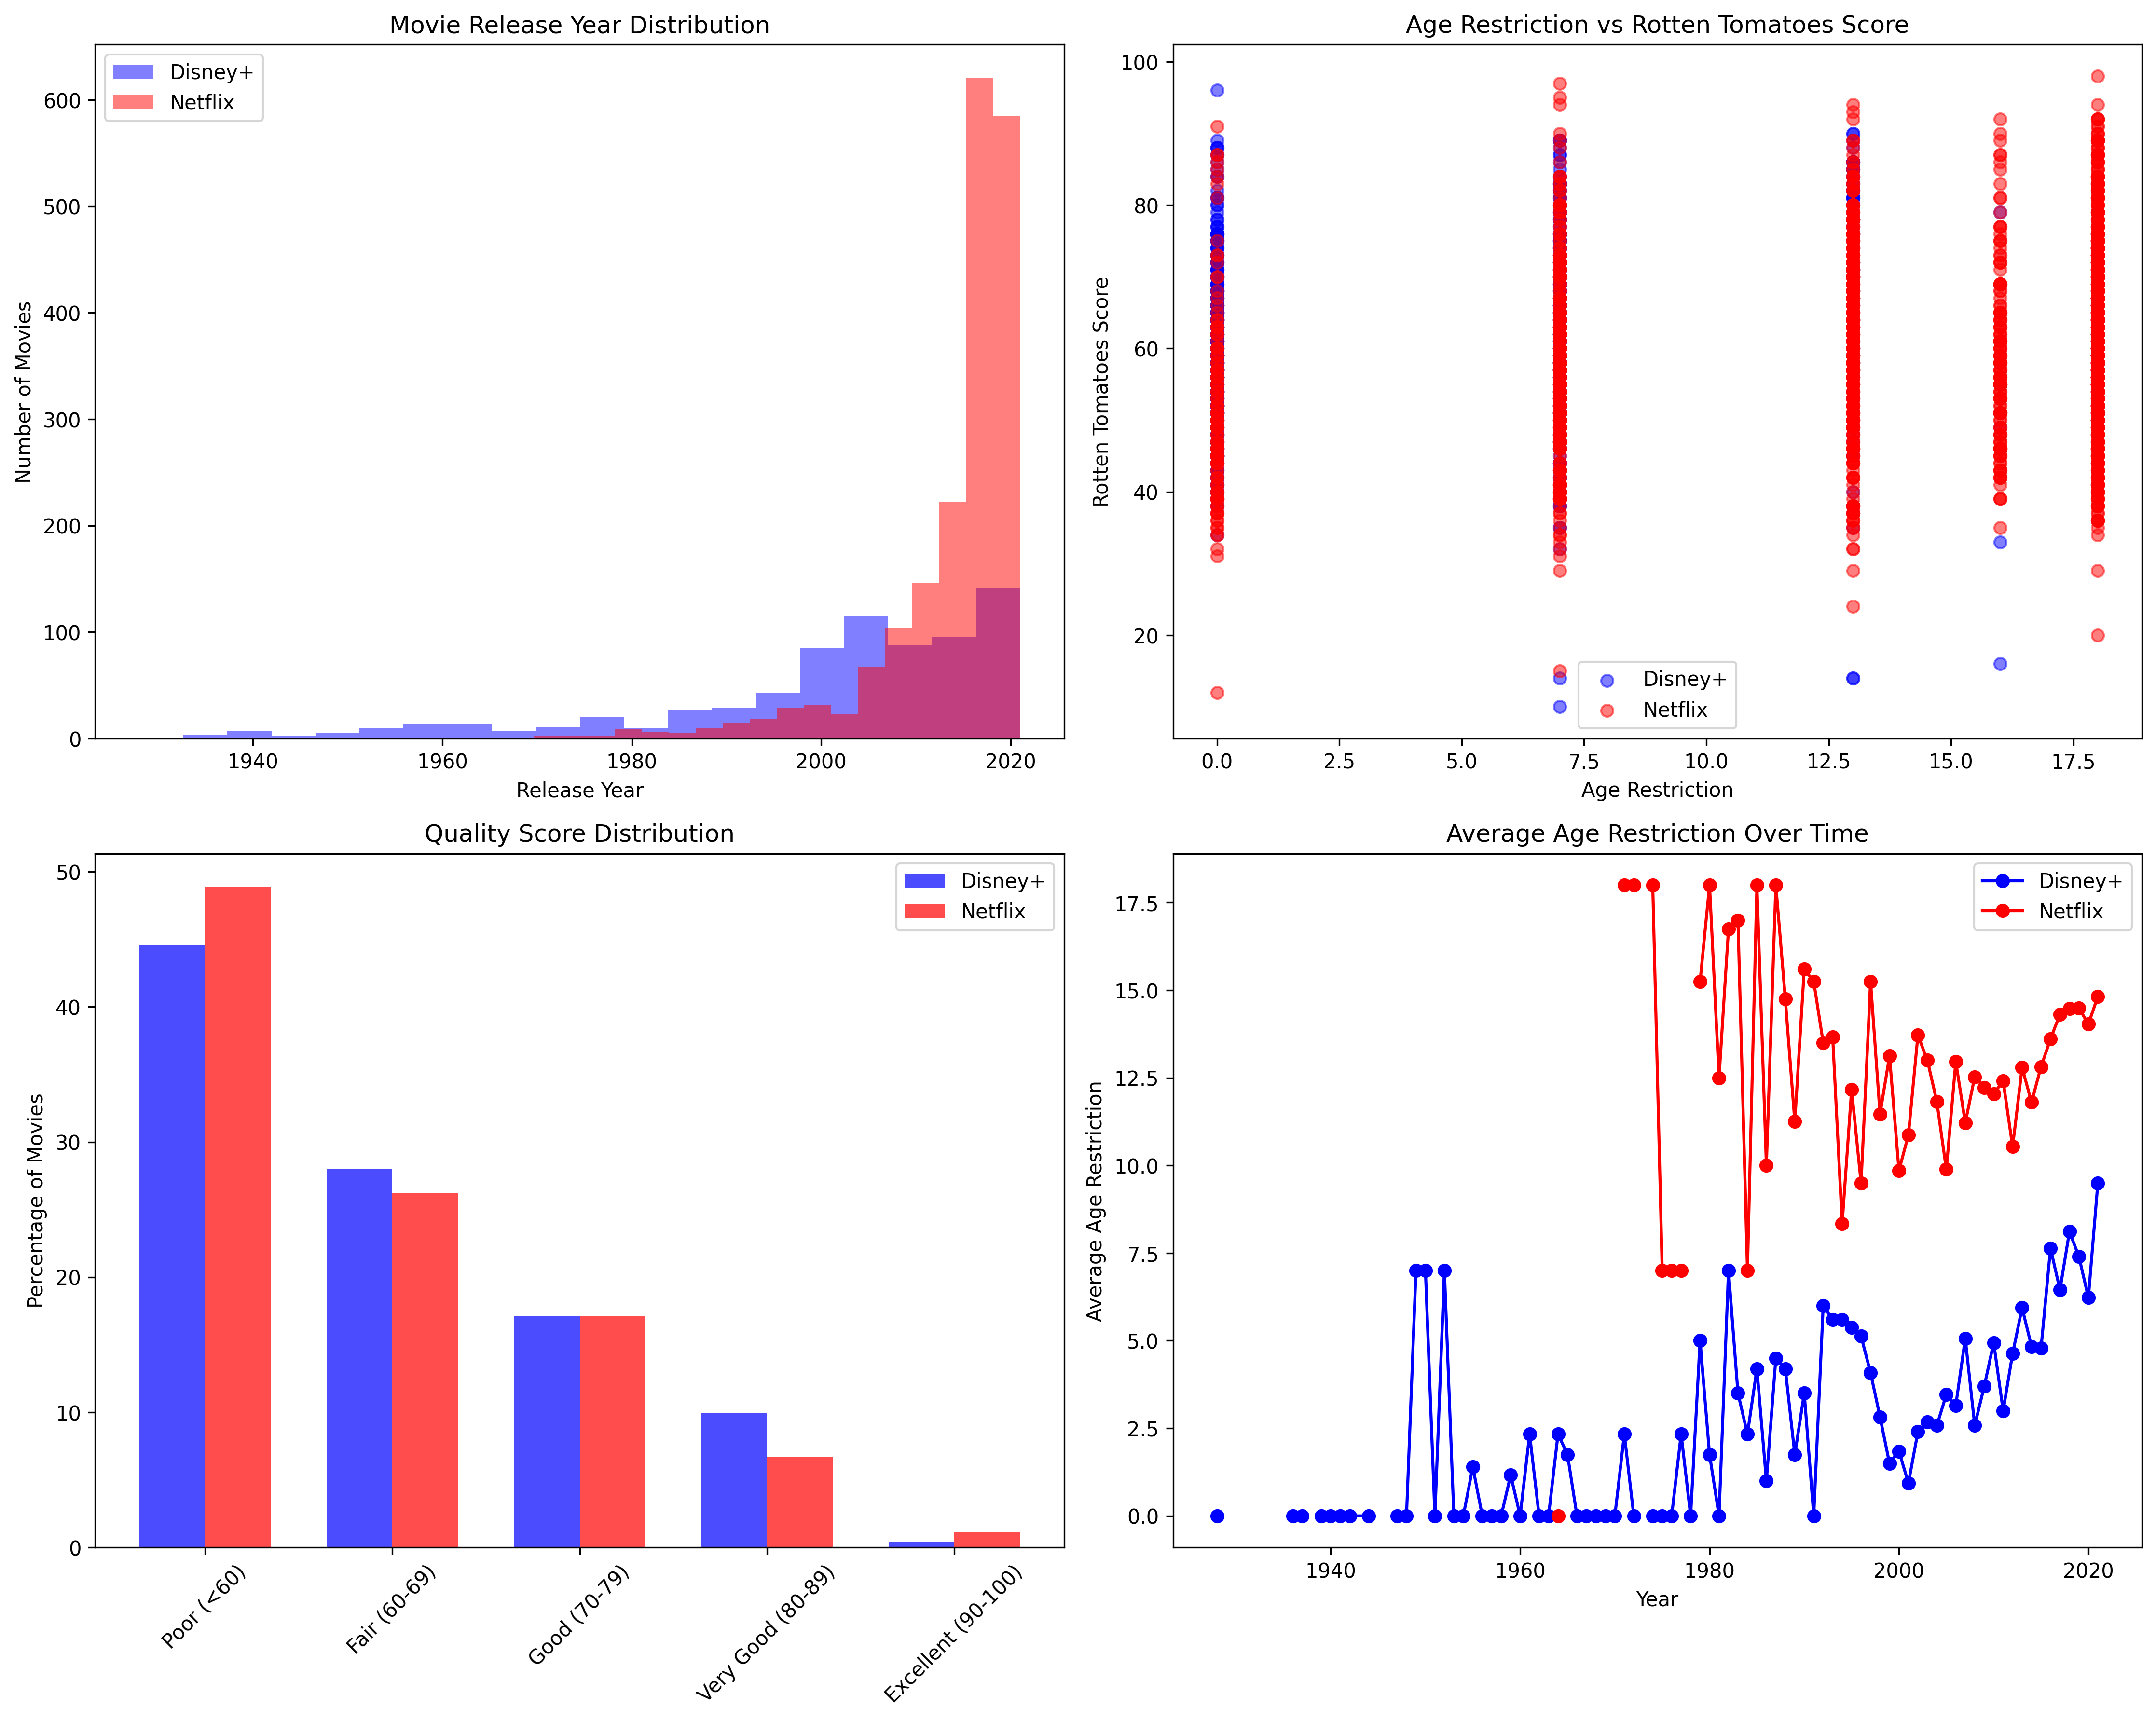 Movie Release Year Distribution
Disney+
Netflix
600
500
400
300
200
100
0
Number of Movies
1940
1960
1980
2000
2020
Release Year
Age Restriction vs Rotten Tomatoes Score
100
80
60
40
20
Rotten Tomatoes Score
Disney+
Netflix
0.0
2.5
5.0
7.5
10.0
12.5
15.0
17.5
Age Restriction
Quality Score Distribution
Disney+
Netflix
50
40
30
20
10
0
Percentage of Movies
Poor (<60)
Fair (60-69)
Good (70-79)
Very Good (80-89)
Excellent (90-100)
Average Age Restriction Over Time
Disney+
Netflix
17.5
15.0
12.5
10.0
7.5
5.0
2.5
0.0
Average Age Restriction
1940
1960
1980
2000
2020
Year